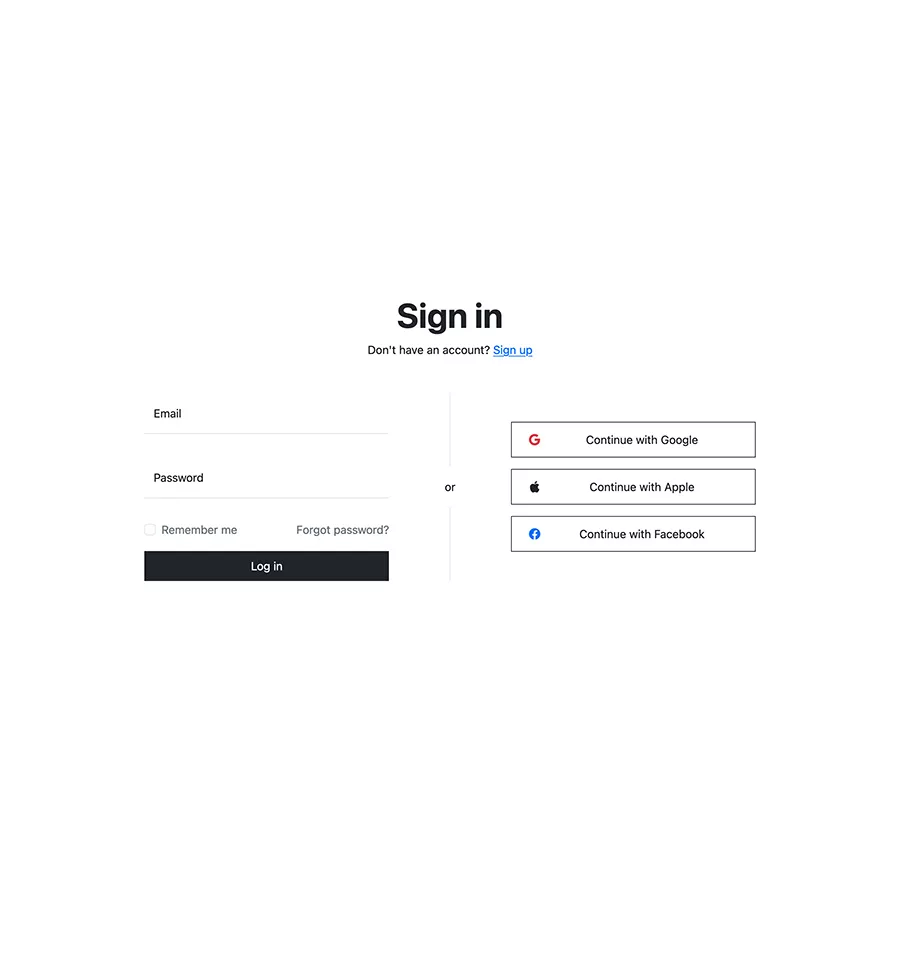 Sign in
Don't have an account? Sign up
Email
Password
Remember me
Forgot password?
Log in
or
Continue with Google
Continue with Apple
Continue with Facebook